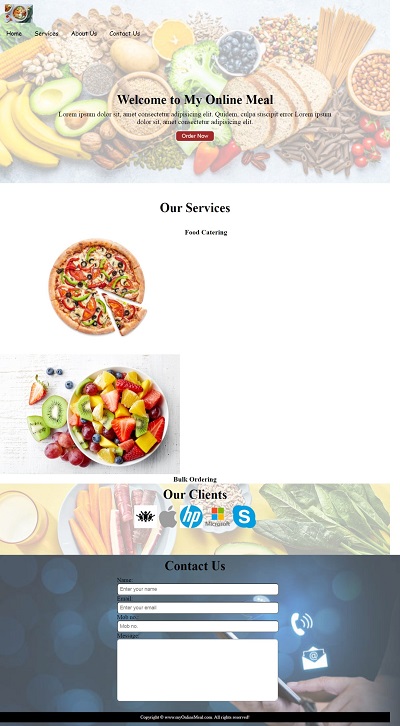 Home Services About Us Contact Us
Welcome to My Online Meal
Lorem ipsum dolor sit, amet consectetur adipisicing elit. Quidem, culpa suscipit error Lorem ipsum
dolor sit, amet consectetur adipisicing elit.
Order Now
Our Services
Food Catering
Bulk Ordering
Our Clients
hp
Microsoft
Contact Us
Name:
Enter your name
Email:
Enter your email
Mob no.:
Mob no.
Message:
Copyright © www.myOnlineMeal.com. All rights reserved!